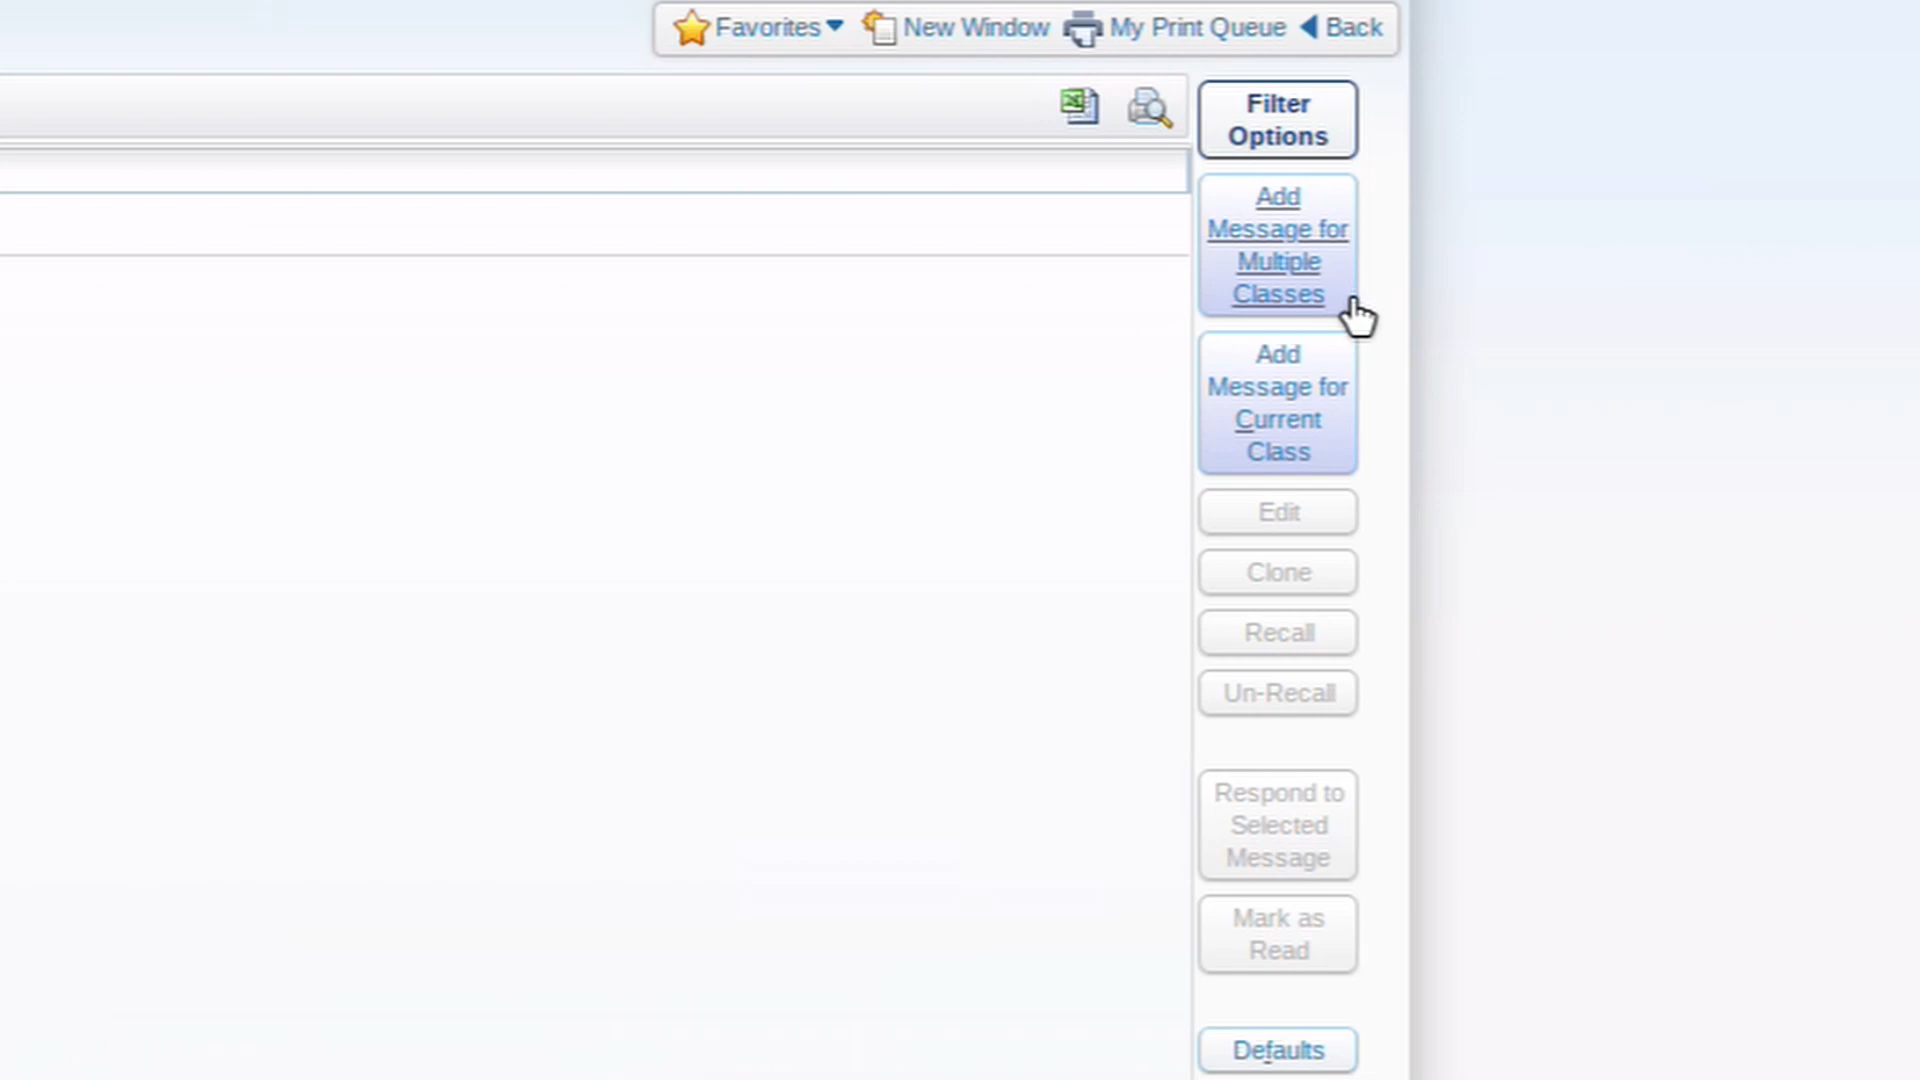 Favorites New Window My Print Queue Back
Filter
Options
Add
Message for
Multiple
Classes
Add
Message for
Current
Class
Edit
Clone
Recall
Un-Recall
Respond to
Selected
Message
Mark as
Read
Defaults